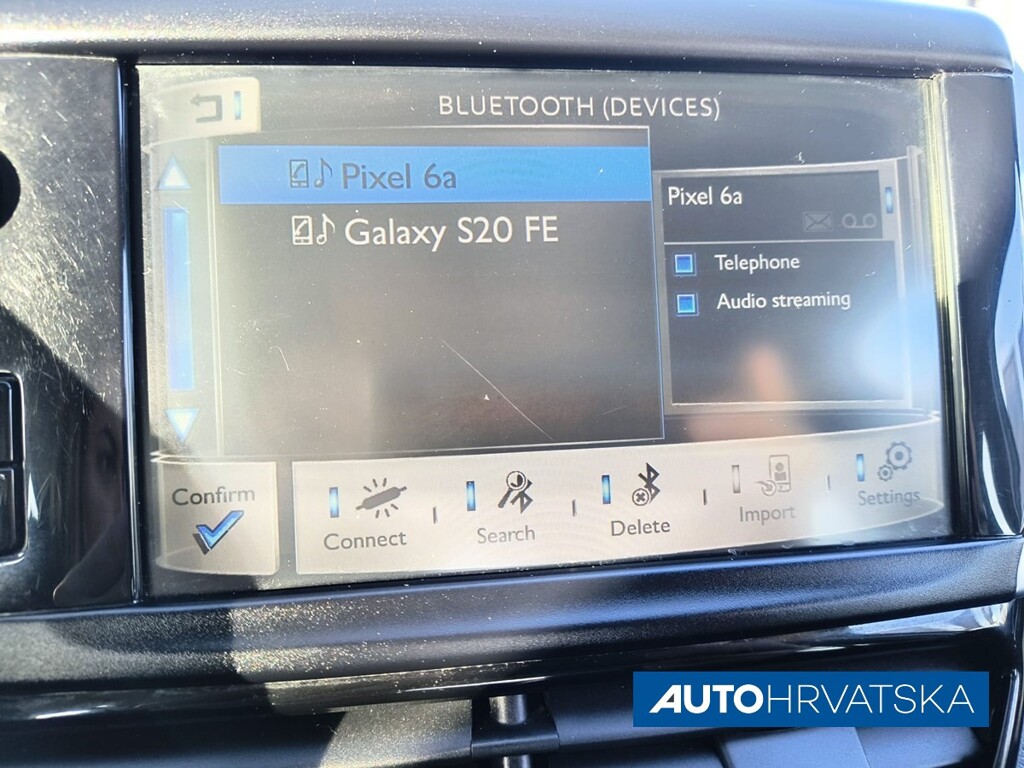 BLUETOOTH (DEVICES)
Pixel 6a
Galaxy S20 FE
Pixel 6a
Telephone
Audio streaming
Confirm
Connect
Search
Delete
Import
Settings
AUTOHRVATSKA